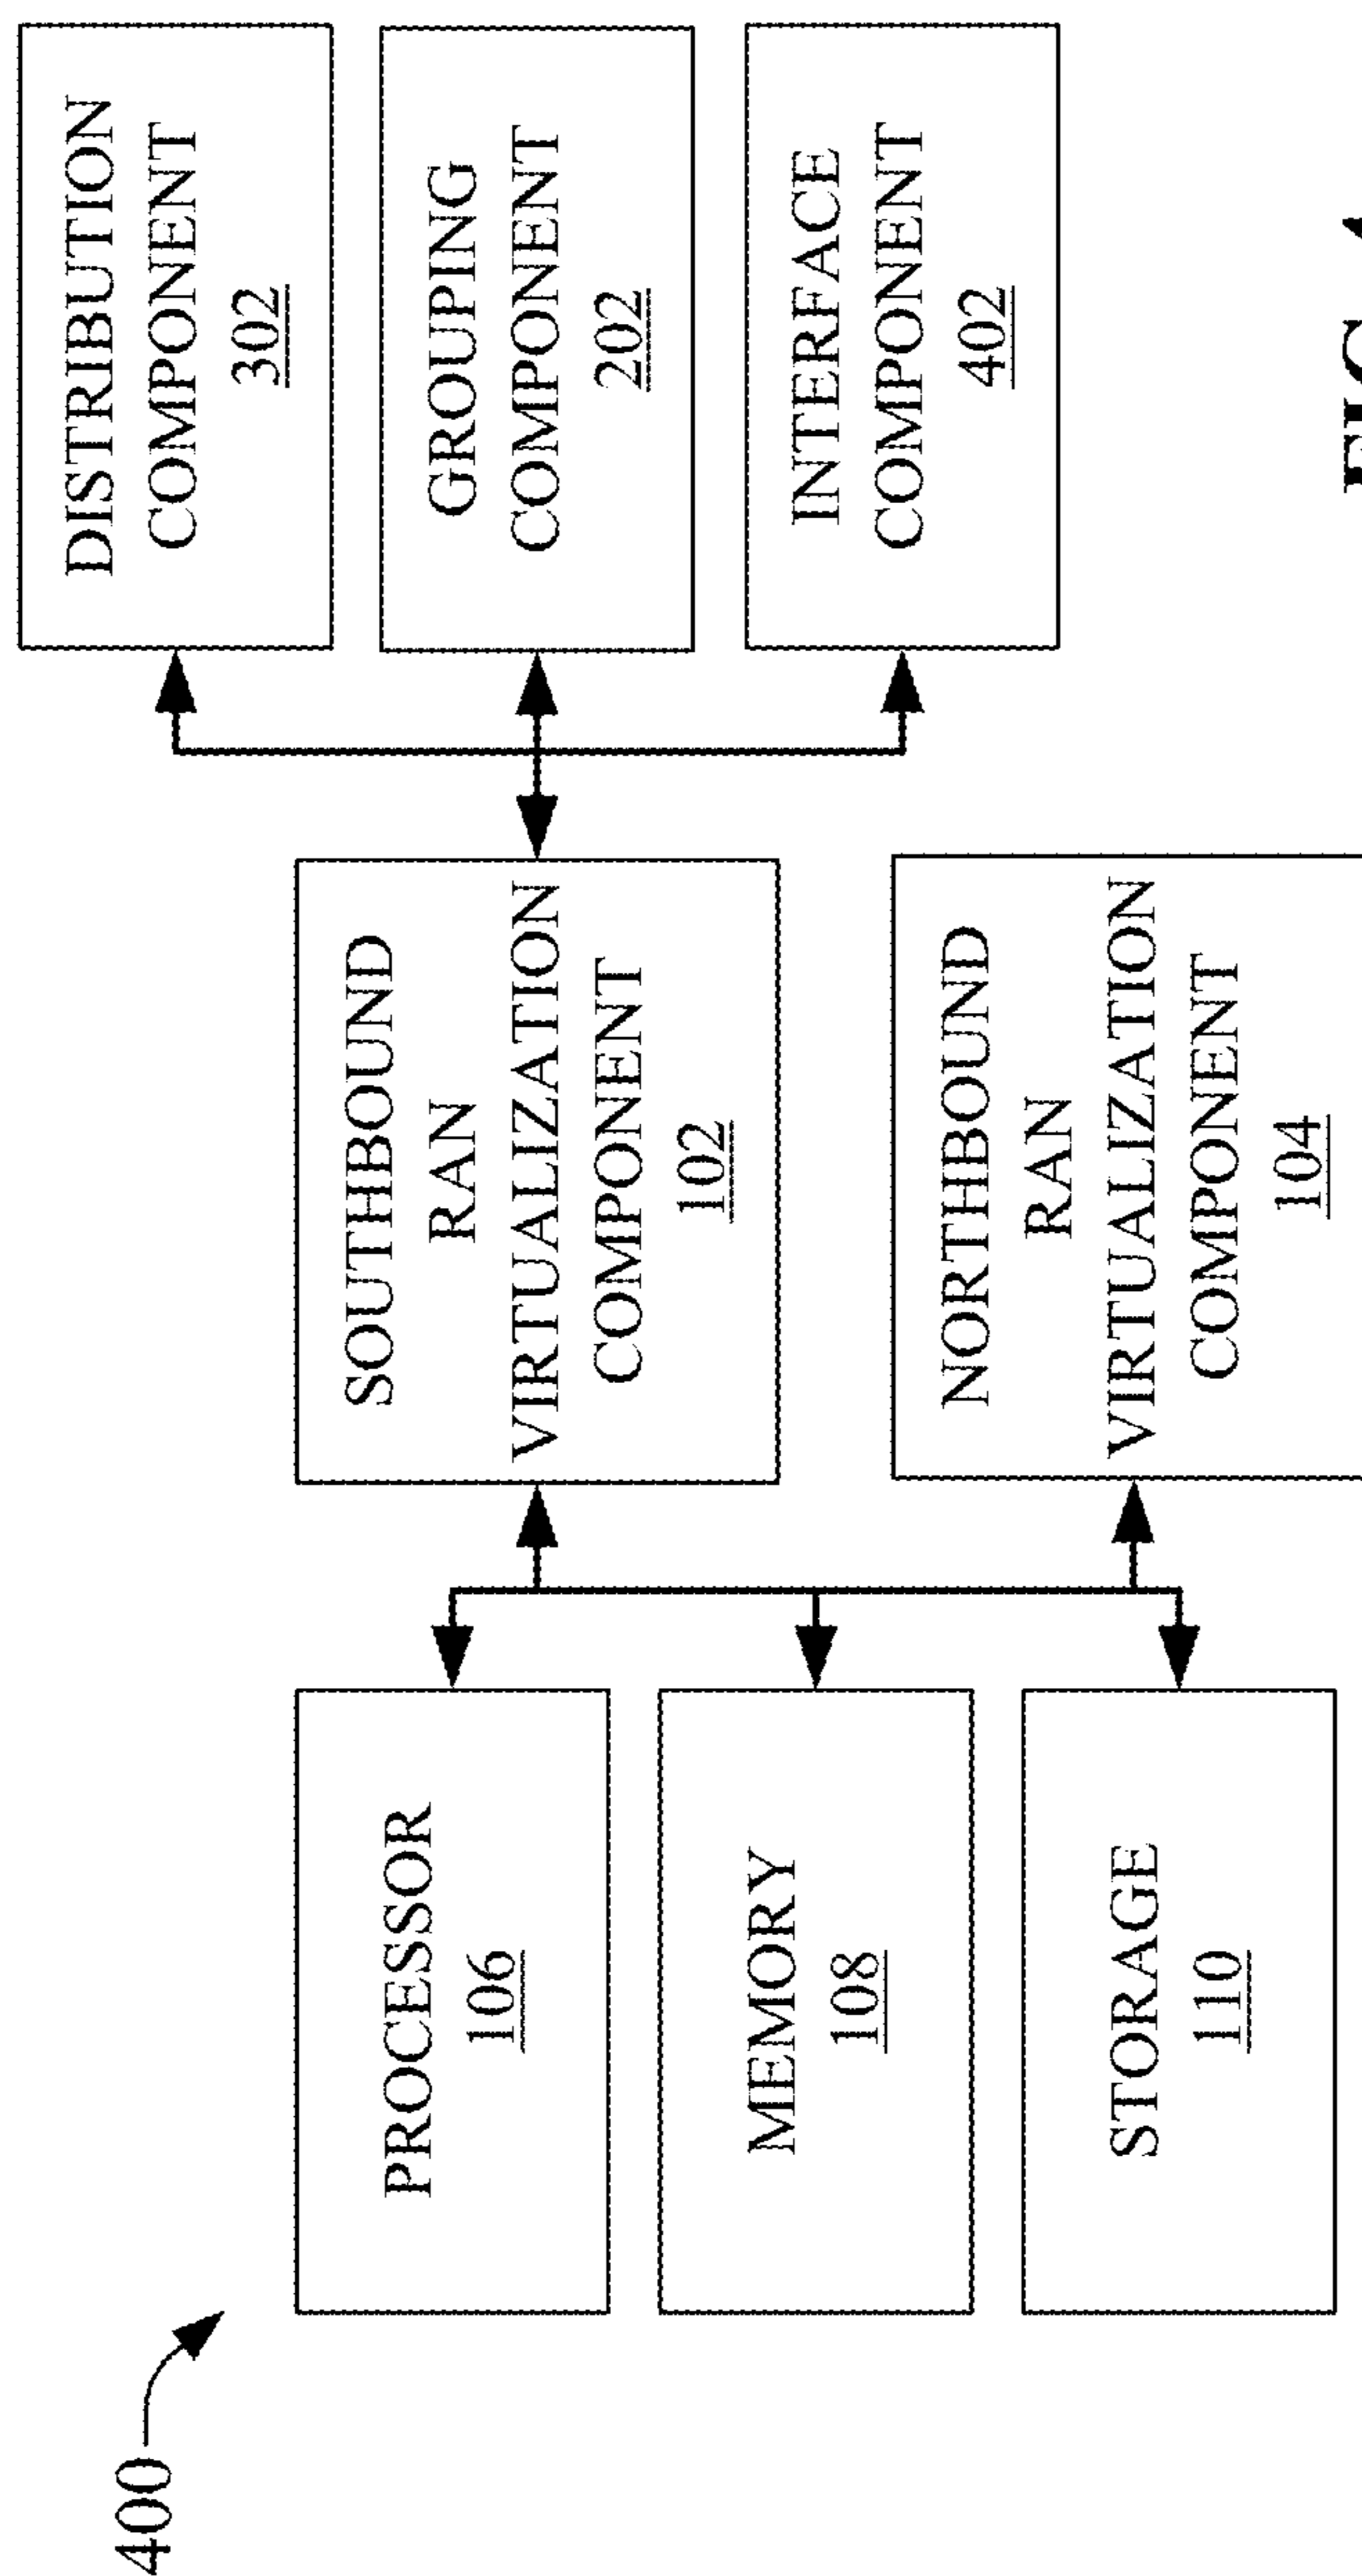 400
PROCESSOR
106
MEMORY
108
STORAGE
110
SOUTHBOUND
RAN
VIRTUALIZATION
COMPONENT
102
NORTHBOUND
RAN
VIRTUALIZATION
COMPONENT
104
DISTRIBUTION
COMPONENT
302
GROUPING
COMPONENT
202
INTERFACE
COMPONENT
402
FIG